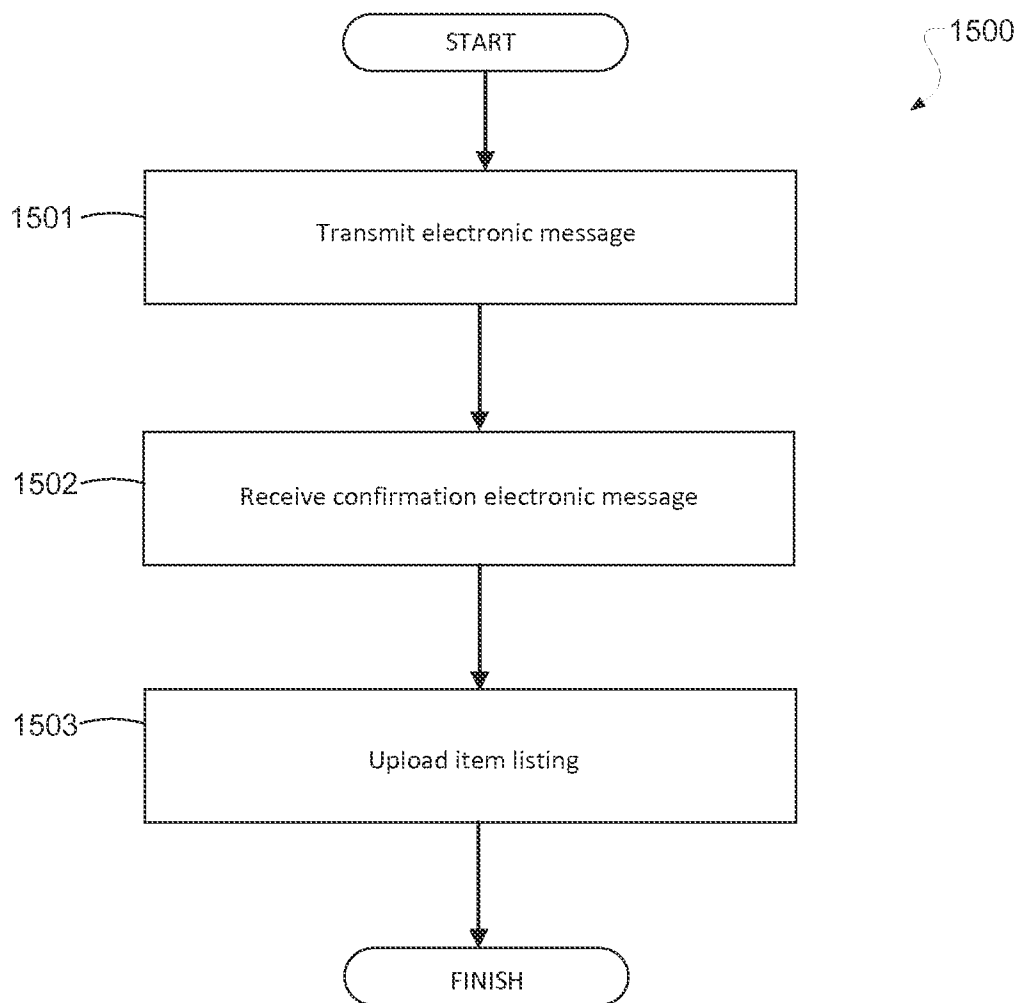 START
1500
1501
Transmit electronic message
1502
Receive confirmation electronic message
1503
Upload item listing
FINISH